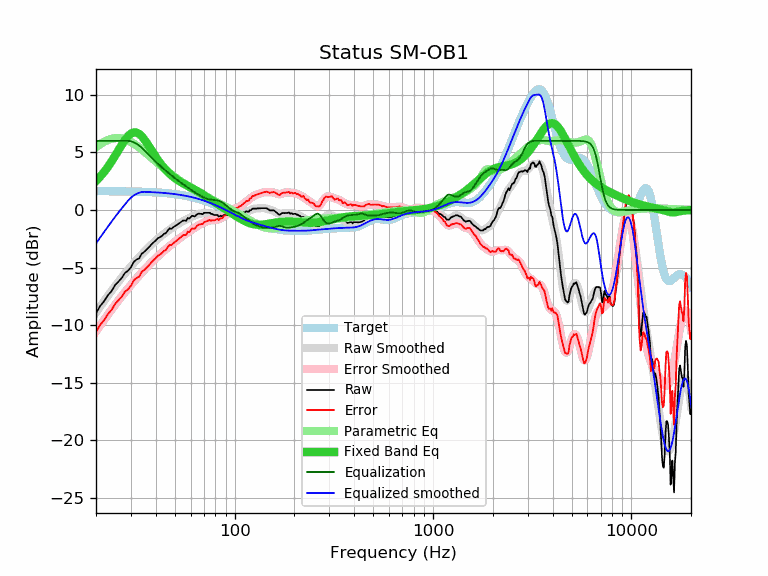 Status SM-OB1
Amplitude (dBr)
10
5
0
−5
−10
−15
−20
−25
Target
Raw Smoothed
Error Smoothed
Raw
Error
Parametric Eq
Fixed Band Eq
Equalization
Equalized smoothed
100
1000
10000
Frequency (Hz)